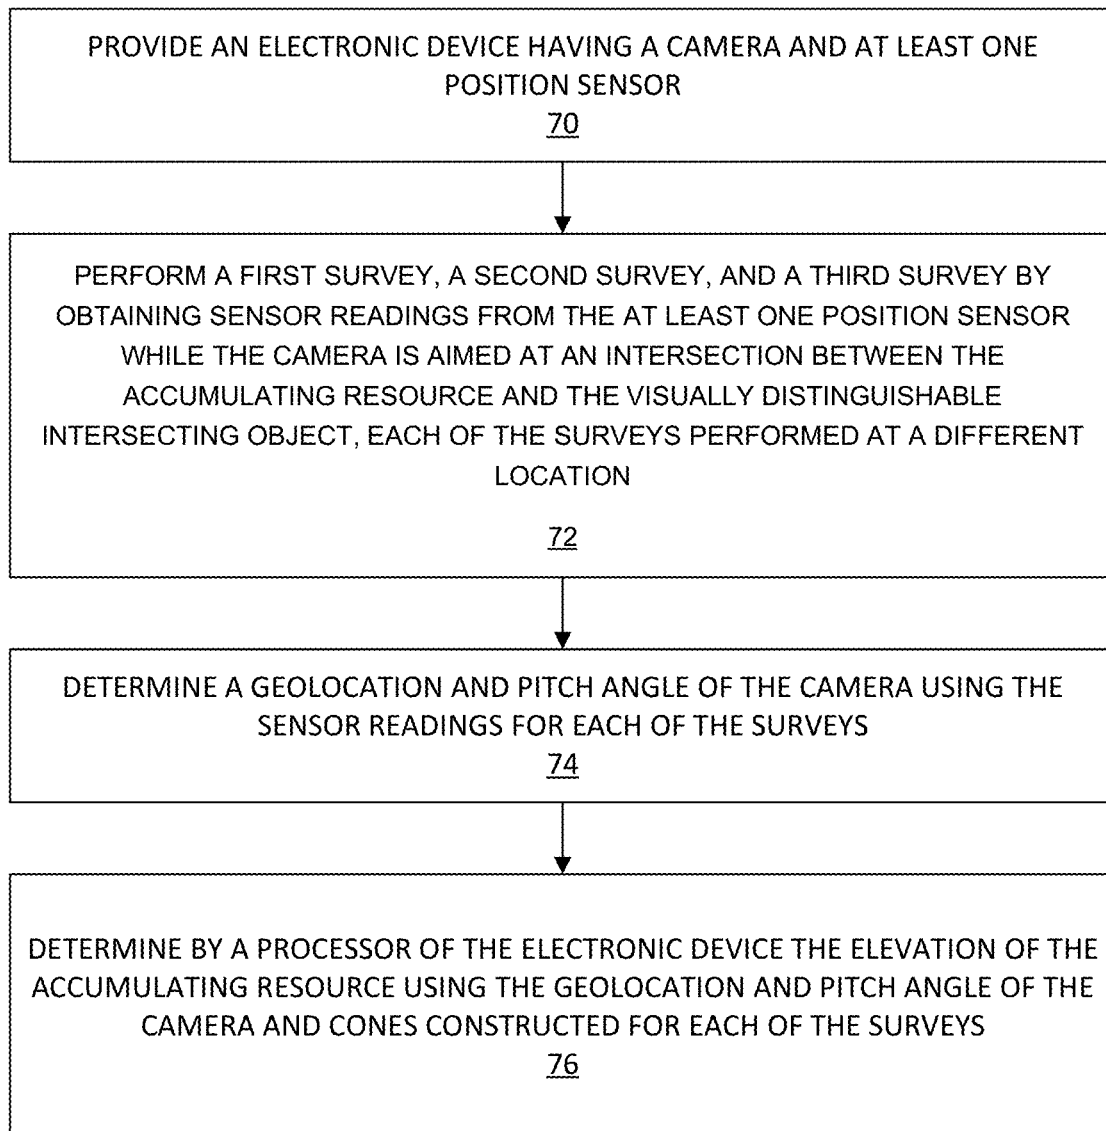 PROVIDE AN ELECTRONIC DEVICE HAVING A CAMERA AND AT LEAST ONE
POSITION SENSOR
70
PERFORM A FIRST SURVEY, A SECOND SURVEY, AND A THIRD SURVEY BY
OBTAINING SENSOR READINGS FROM THE AT LEAST ONE POSITION SENSOR
WHILE THE CAMERA IS AIMED AT AN INTERSECTION BETWEEN THE
ACCUMULATING RESOURCE AND THE VISUALLY DISTINGUISHABLE
INTERSECTING OBJECT, EACH OF THE SURVEYS PERFORMED AT A DIFFERENT
LOCATION
72
DETERMINE A GEOLOCATION AND PITCH ANGLE OF THE CAMERA USING THE
SENSOR READINGS FOR EACH OF THE SURVEYS
74
DETERMINE BY A PROCESSOR OF THE ELECTRONIC DEVICE THE ELEVATION OF THE
ACCUMULATING RESOURCE USING THE GEOLOCATION AND PITCH ANGLE OF THE
CAMERA AND CONES CONSTRUCTED FOR EACH OF THE SURVEYS
76